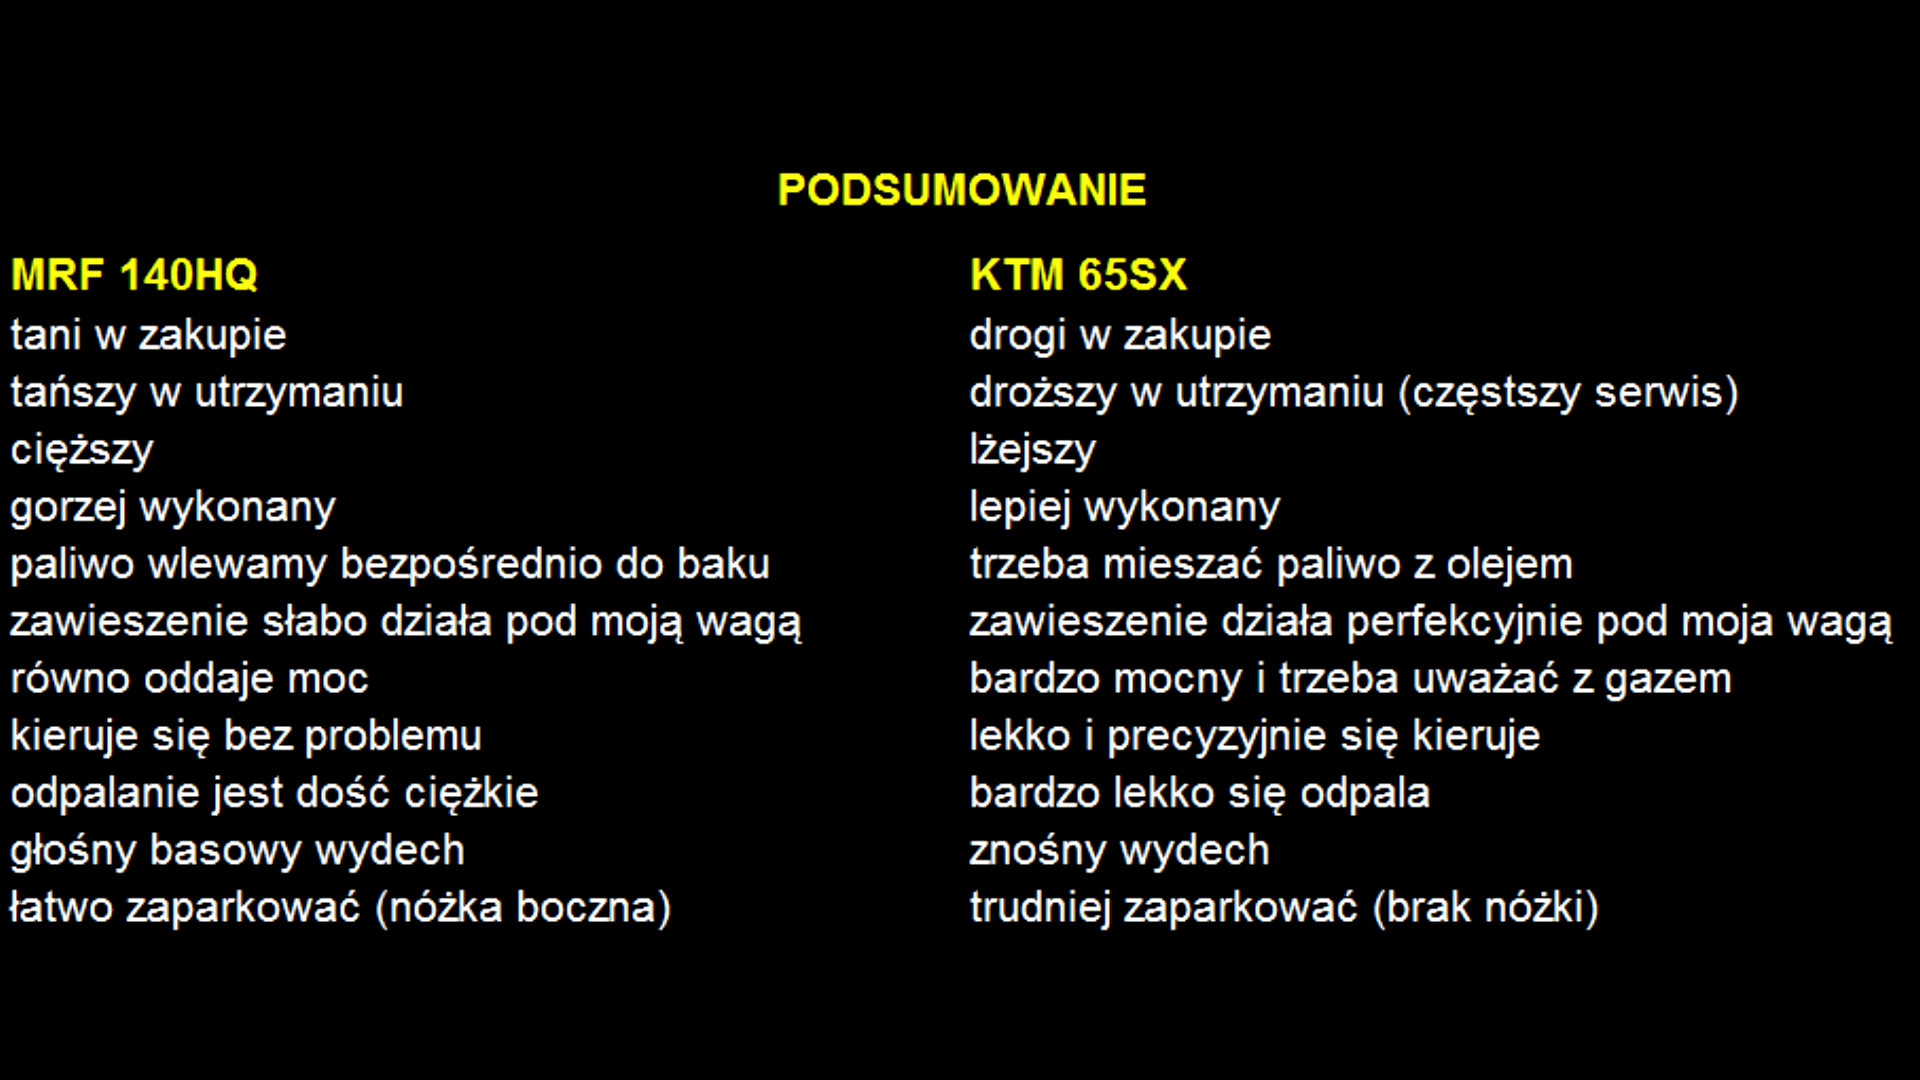 PODSUMOWANIE
MRF 140HQ
tani w zakupie
tańszy w utrzymaniu
cięższy
gorzej wykonany
paliwo wlewamy bezpośrednio do baku
zawieszenie słabo działa pod moją wagą
równo oddaje moc
kieruje się bez problemu
odpalanie jest dość ciężkie
głośny basowy wydech
łatwo zaparkować (nóżka boczna)
KTM 65SX
drogi w zakupie
droższy w utrzymaniu (częstszy serwis)
lżejszy
lepiej wykonany
trzeba mieszać paliwo z olejem
zawieszenie działa perfekcyjnie pod moja wagą
bardzo mocny i trzeba uważać z gazem
lekko i precyzyjnie się kieruje
bardzo lekko się odpala
znośny wydech
trudniej zaparkować (brak nóżki)